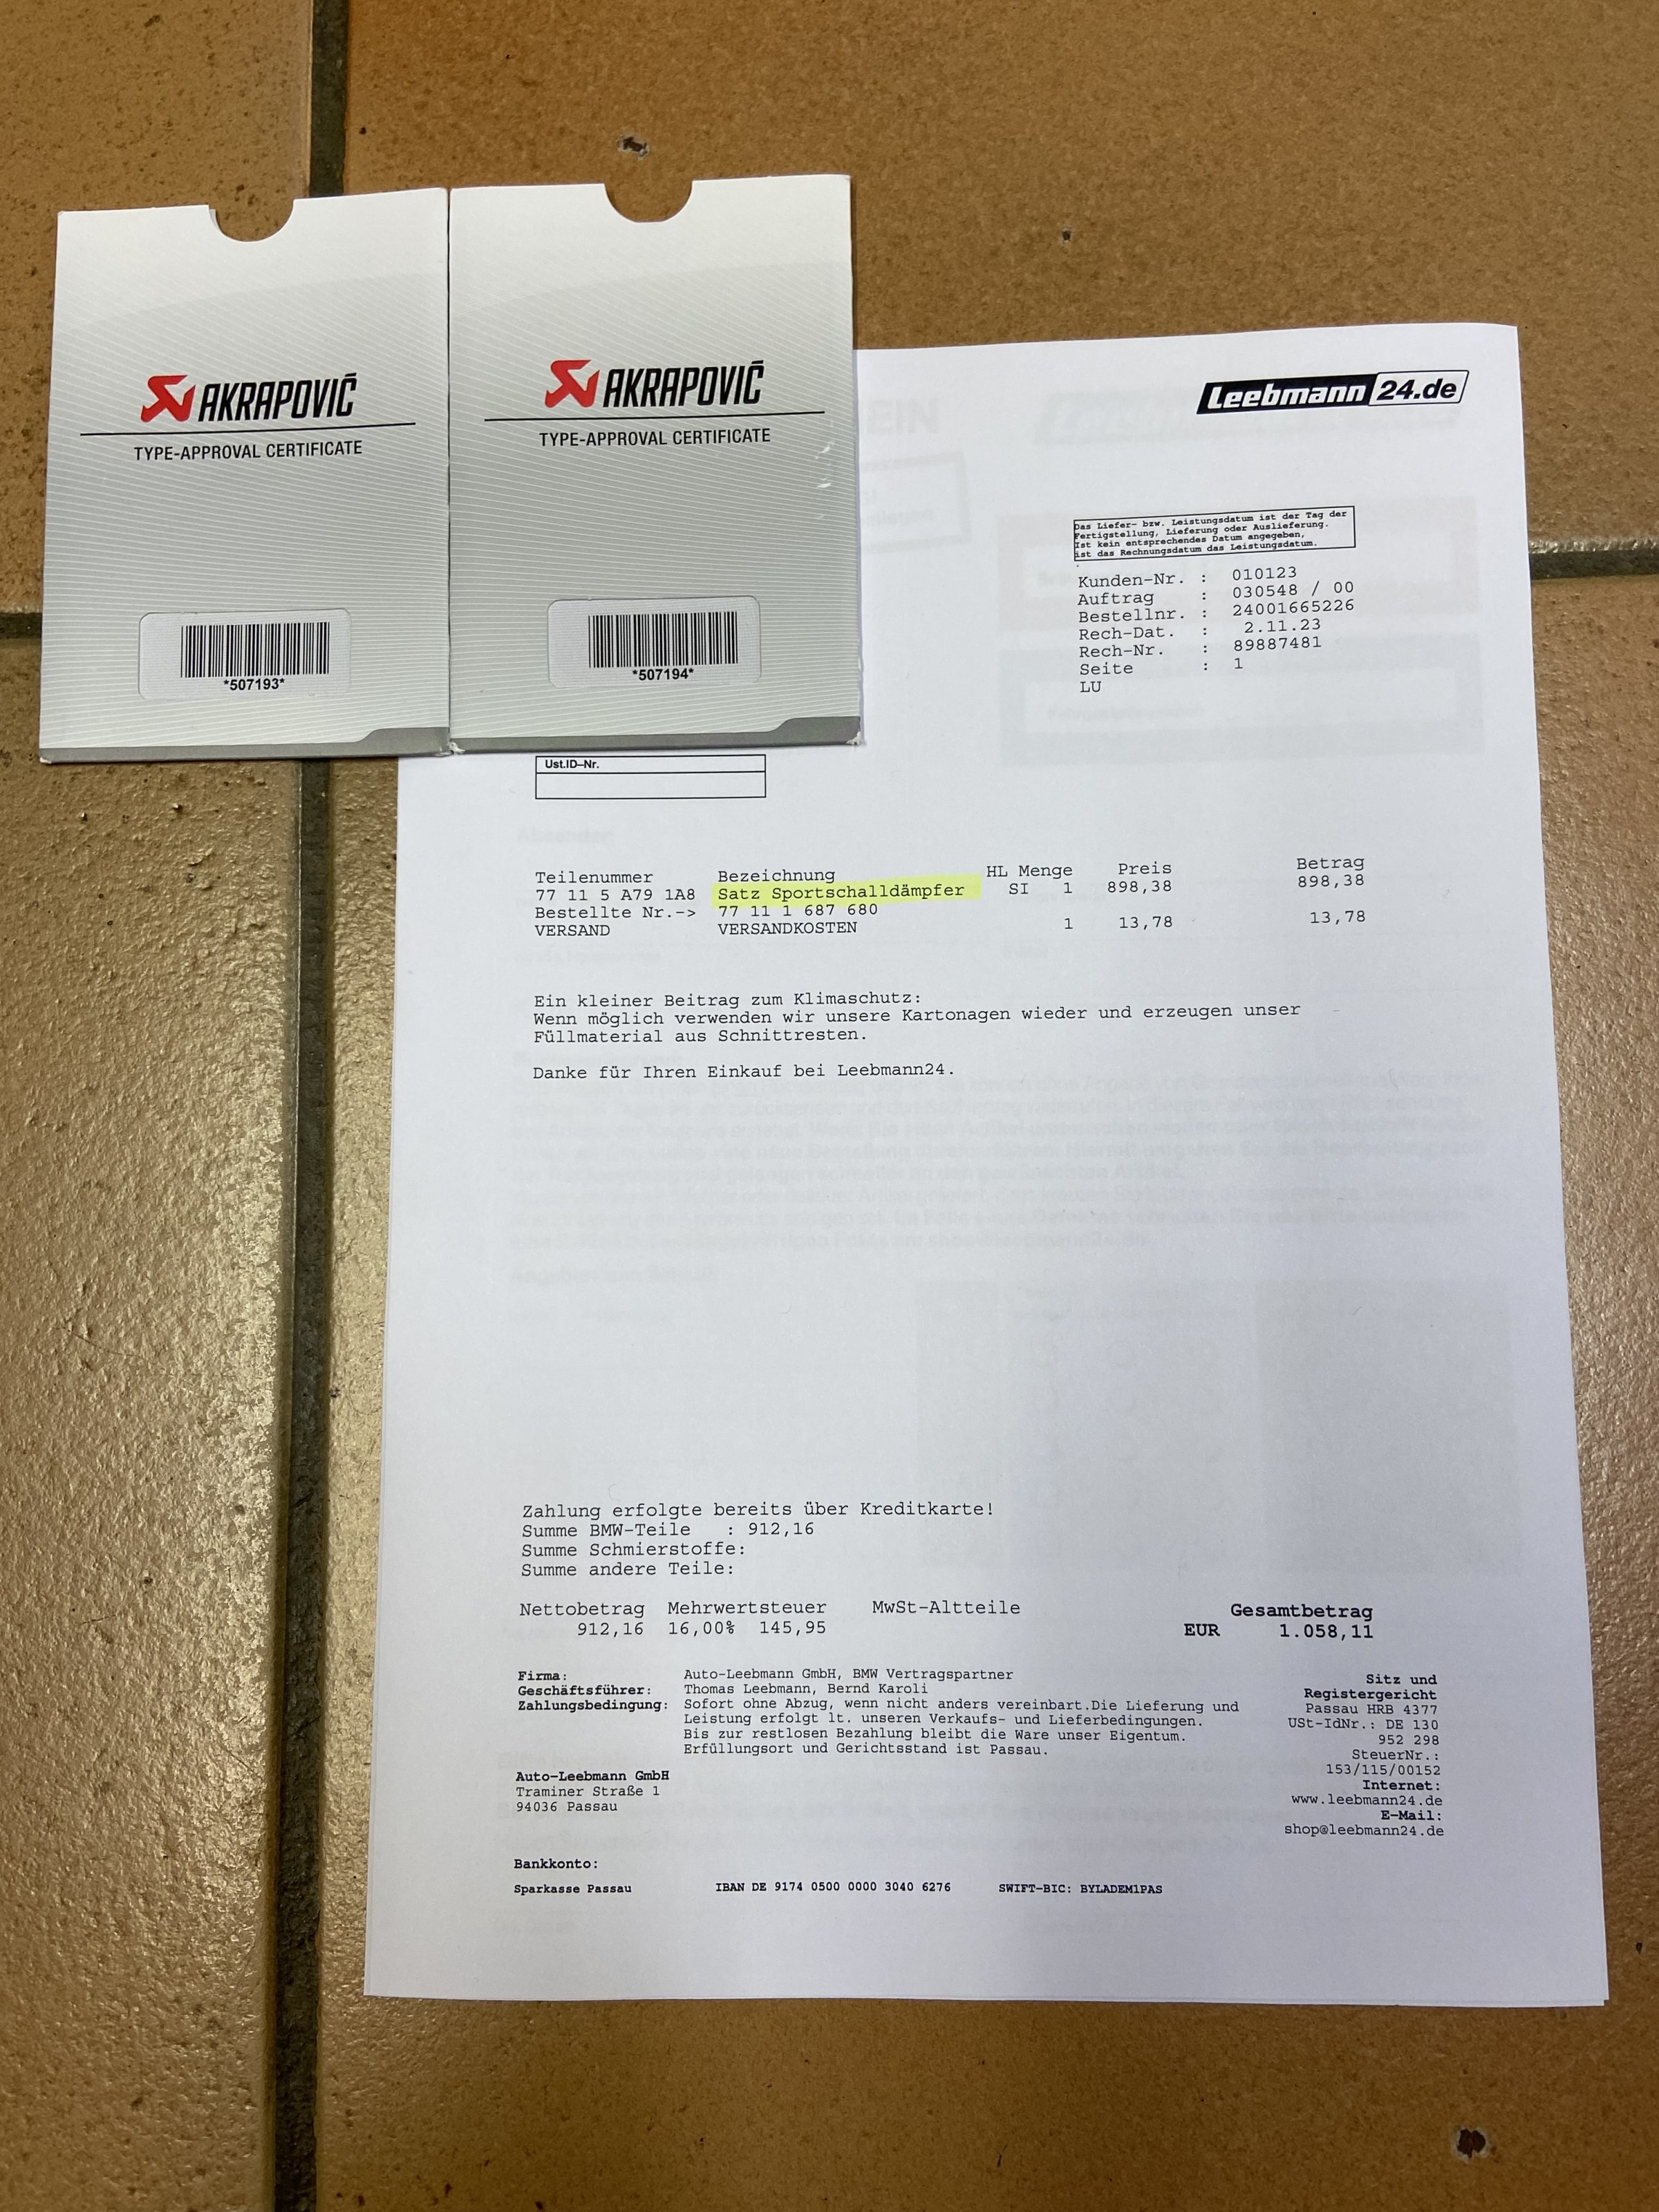 AKRAPOVIČ
TYPE-APPROVAL CERTIFICATE
*507193*
AKRAPOVIČ
TYPE-APPROVAL CERTIFICATE
*507194*
EIN
Leebmann24.de
Das Liefer- bzw. Leistungsdatum ist der Tag der
Fertigstellung, Lieferung oder Auslieferung.
Ist kein entsprechendes Datum angegeben,
ist das Rechnungsdatum das Leistungsdatum.
Kunden-Nr. : 010123
Auftrag : 030548 / 00
Bestellnr. : 24001665226
Rech-Dat. : 2.11.23
Rech-Nr. : 89887481
Seite : 1
LU
Ust.ID-Nr.
Teilenummer Bezeichnung HL Menge Preis Betrag
77 11 5 A79 1A8 Satz Sportschalldämpfer SI 1 898,38 898,38
Bestellte Nr.-> 77 11 1 687 680
VERSAND VERSANDKOSTEN 1 13,78 13,78
Ein kleiner Beitrag zum Klimaschutz:
Wenn möglich verwenden wir unsere Kartonagen wieder und erzeugen unser
Füllmaterial aus Schnittresten.
Danke für Ihren Einkauf bei Leebmann24.
Zahlung erfolgte bereits über Kreditkarte!
Summe BMW-Teile : 912,16
Summe Schmierstoffe:
Summe andere Teile:
Nettobetrag Mehrwertsteuer MwSt-Altteile Gesamtbetrag
912,16 16,00% 145,95 EUR 1.058,11
Firma: Auto-Leebmann GmbH, BMW Vertragspartner
Geschäftsführer: Thomas Leebmann, Bernd Karoli
Zahlungsbedingung: Sofort ohne Abzug, wenn nicht anders vereinbart.Die Lieferung und
Leistung erfolgt lt. unseren Verkaufs- und Lieferbedingungen.
Bis zur restlosen Bezahlung bleibt die Ware unser Eigentum.
Erfüllungsort und Gerichtsstand ist Passau.
Sitz und
Registergericht
Passau HRB 4377
USt-IdNr.: DE 130
952 298
SteuerNr.:
153/115/00152
Internet:
www.leebmann24.de
E-Mail:
shop@leebmann24.de
Auto-Leebmann GmbH
Traminer Straße 1
94036 Passau
Bankkonto:
Sparkasse Passau IBAN DE 9174 0500 0000 3040 6276 SWIFT-BIC: BYLADEM1PAS